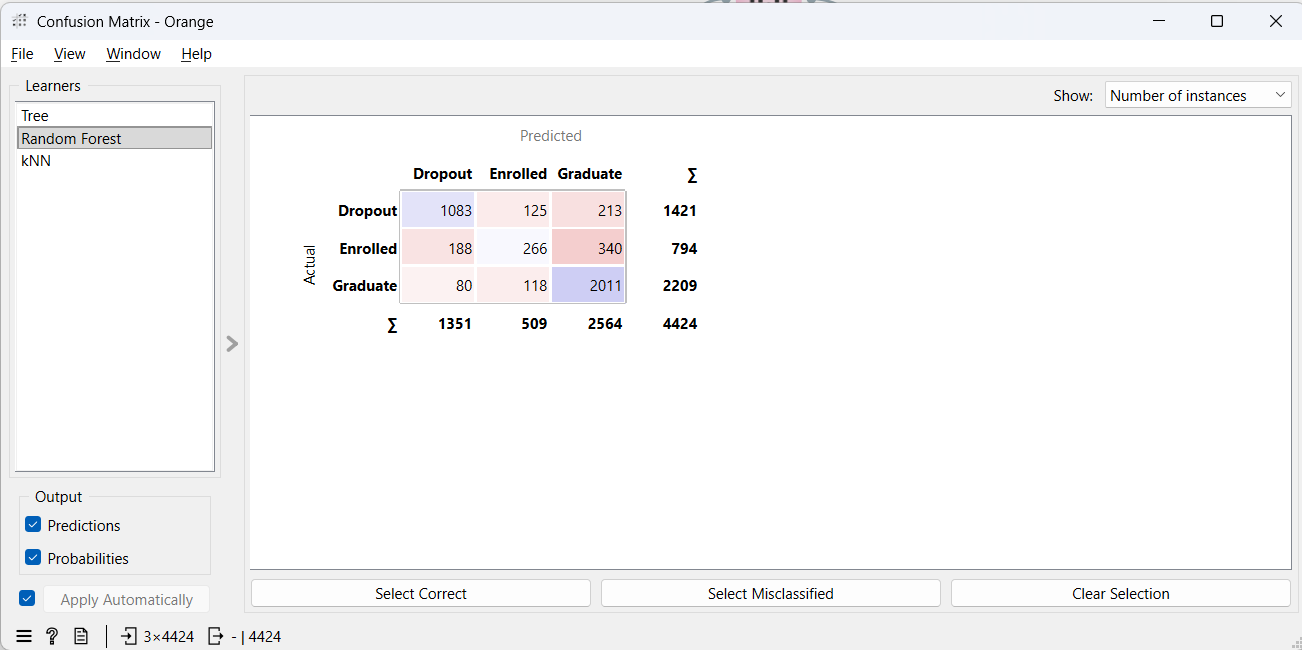 Confusion Matrix - Orange
File View Window Help
Learners
Tree
Random Forest
kNN
Show: Number of instances
Predicted
Dropout Enrolled Graduate ∑
Actual
Dropout 1083 125 213 1421
Enrolled 188 266 340 794
Graduate 80 118 2011 2209
∑ 1351 509 2564 4424
Output
Predictions
Probabilities
Apply Automatically
Select Correct Select Misclassified Clear Selection
3×4424 - | 4424